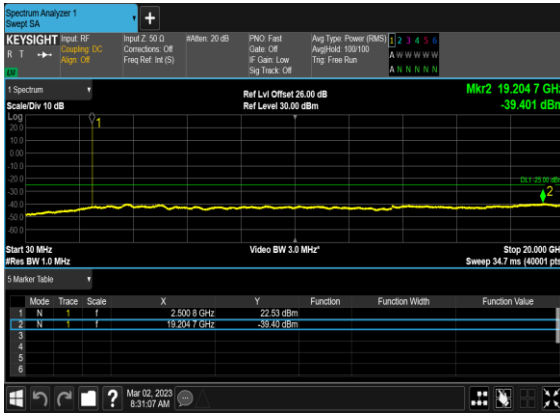 Spectrum Analyzer 1
Swept SA
+
KEYSIGHT Input: RF Input Z: 50 Ω #Atten: 20 dB PNO: Fast Avg Type: Power (RMS) 1 2 3 4 5 6
R T Coupling: DC Corrections: Off Gate: Off Avg|Hold: 100/100 A W W W W W
Align: Off Freq Ref: Int (S) IF Gain: Low Trig: Free Run
Sig Track: Off A N N N N N
1 Spectrum Ref Lvl Offset 26.00 dB Mkr2 19.204 7 GHz
Scale/Div 10 dB Ref Level 30.00 dBm -39.401 dBm
Log
1
20.0
10.0
0.00
-10.0
-20.0 DL1 -25.00 dBm
-30.0 2
-40.0
-50.0
-60.0
Start 30 MHz Video BW 3.0 MHz* Stop 20.000 GH
#Res BW 1.0 MHz Sweep 34.7 ms (40001 pts
5 Marker Table
Mode Trace Scale X Y Function Function Width Function Value
1 N 1 f 2.500 8 GHz 22.53 dBm
2 N 1 f 19.204 7 GHz -39.40 dBm
3
4
5
6
? Mar 02, 2023
8:31:07 AM